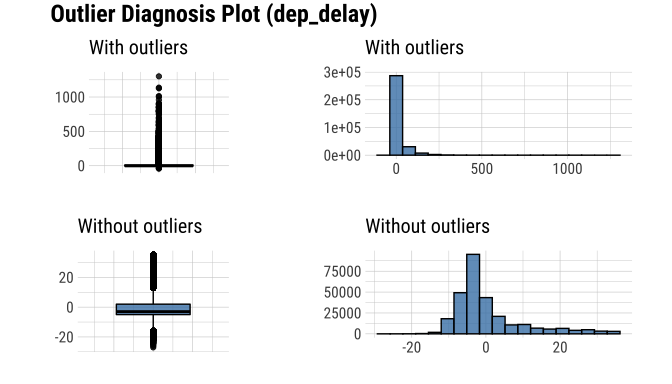 Outlier Diagnosis Plot (dep_delay)
With outliers
1000
500
0
With outliers
3e+05
2e+05
1e+05
0e+00
0 500 1000
Without outliers
20
0
-20
Without outliers
75000
50000
25000
0
-20 0 20